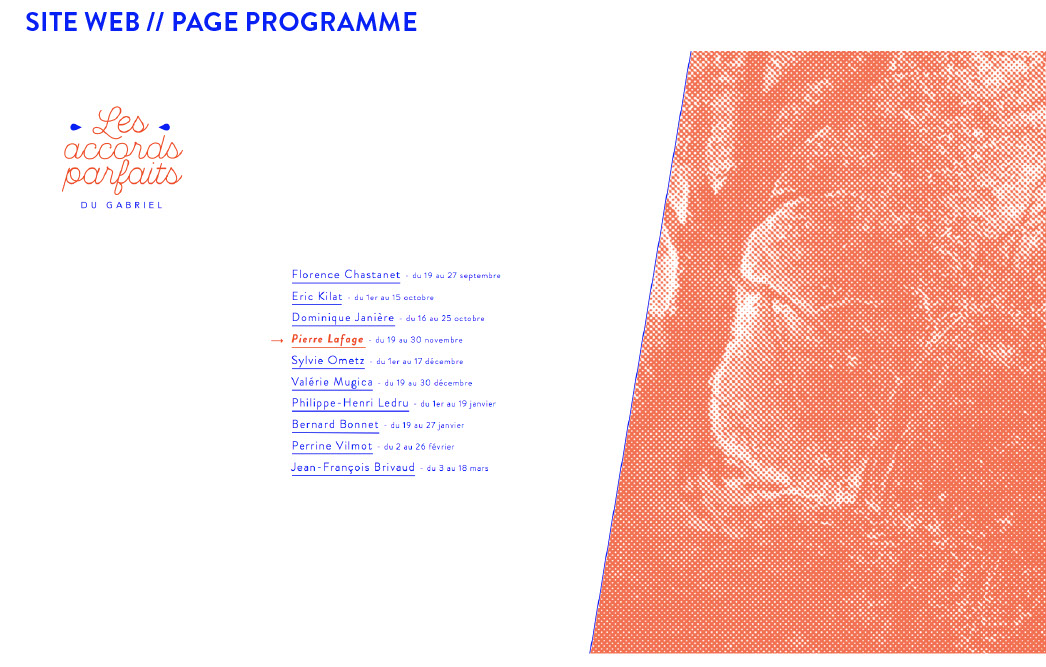 SITE WEB // PAGE PROGRAMME
Les
accords
parfaits
DU GABRIEL
Florence Chastanet - du 19 au 27 septembre
Eric Kilat - du 1er au 15 octobre
Dominique Janière - du 16 au 25 octobre
→ Pierre Lafage - du 19 au 30 novembre
Sylvie Ometz - du 1er au 17 décembre
Valérie Mugica - du 19 au 30 décembre
Philippe-Henri Ledru - du 1er au 19 janvier
Bernard Bonnet - du 19 au 27 janvier
Perrine Vilmot - du 2 au 26 février
Jean-François Brivaud - du 3 au 18 mars